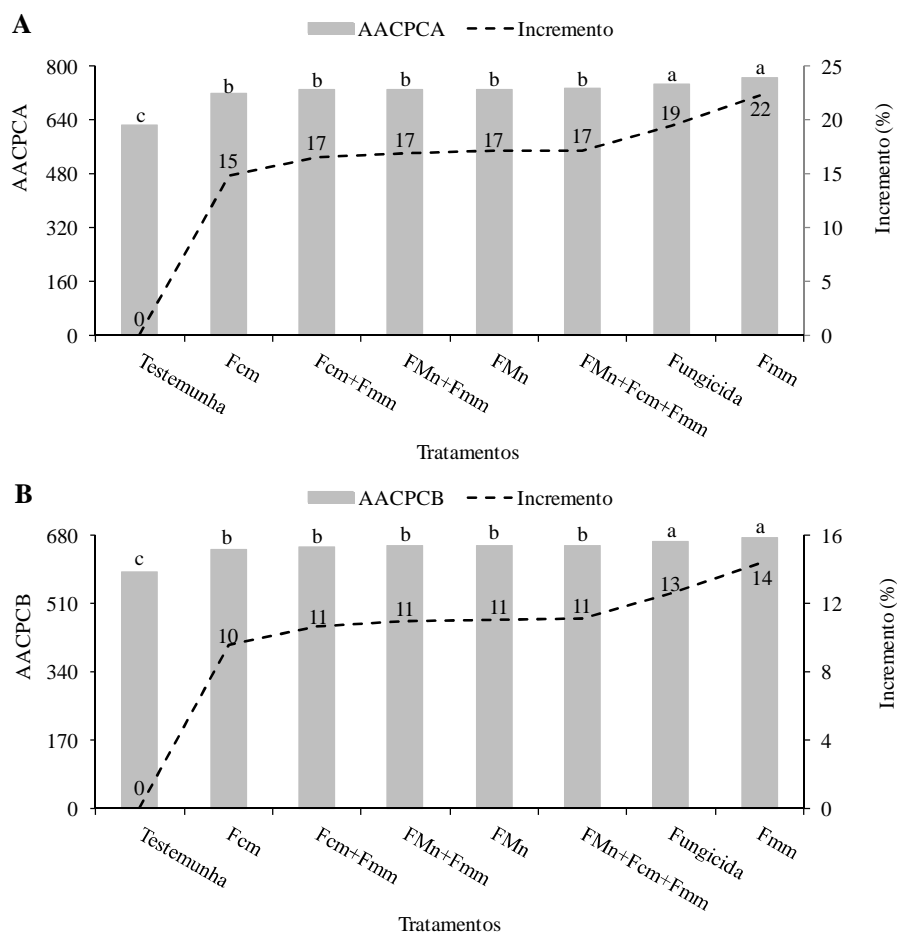 A
AACPCA
Incremento
800
640
480
320
160
0
AACPCA
25
20
15
10
5
0
Incremento (%)
c
b
b
b
b
b
a
a
0
15
17
17
17
17
19
22
Testemunha
Fcm
Fcm+Fmm
FMn+Fmm
FMn
FMn+Fcm+Fmm
Fungicida
Fmm
Tratamentos
B
AACPCB
Incremento
680
510
340
170
0
AACPCB
16
12
8
4
0
Incremento (%)
c
b
b
b
b
b
a
a
0
10
11
11
11
11
13
14
Testemunha
Fcm
Fcm+Fmm
FMn+Fmm
FMn
FMn+Fcm+Fmm
Fungicida
Fmm
Tratamentos